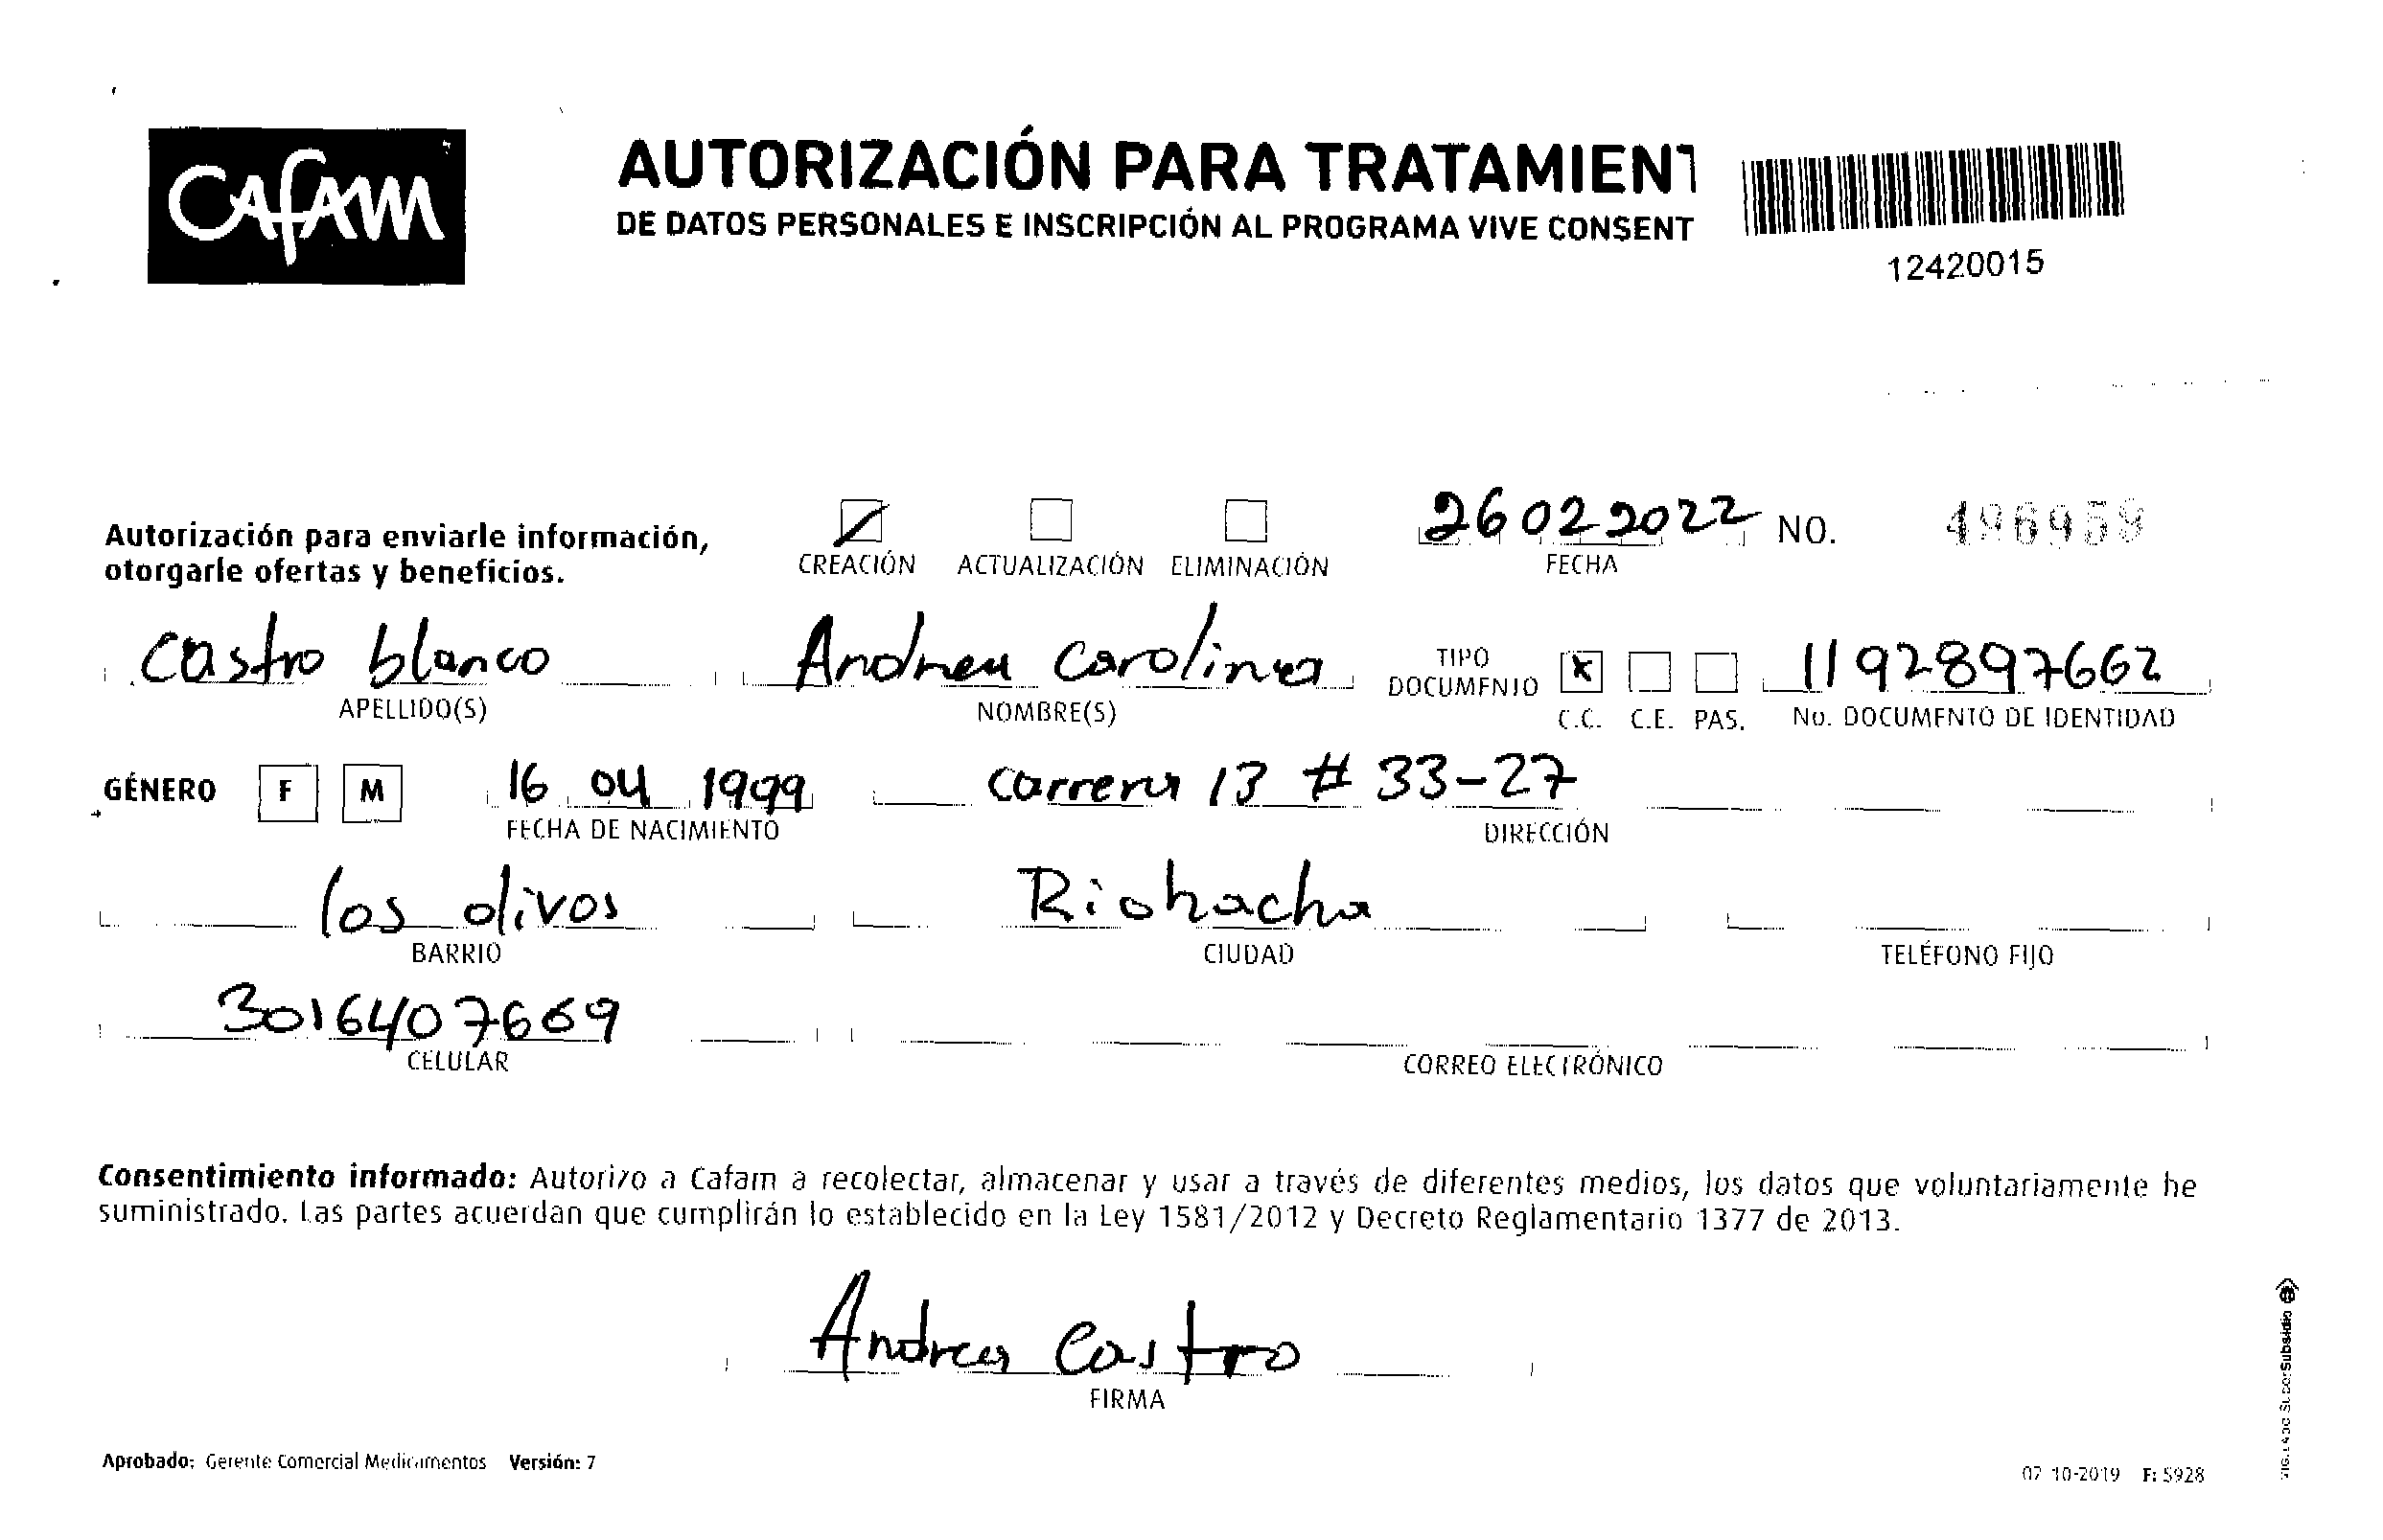 Cafam
AUTORIZACIÓN PARA TRATAMIENT
DE DATOS PERSONALES E INSCRIPCIÓN AL PROGRAMA VIVE CONSENT
12420015
Autorización para enviarle información,
otorgarle ofertas y beneficios.
CREACIÓN ACTUALIZACIÓN ELIMINACIÓN
26 02 2022 NO. 496959
FECHA
Castro blanco Andrea Carolina TIPO DOCUMENTO X 1192897662
APELLIDO(S) NOMBRE(S) C.C. C.E. PAS. No. DOCUMENTO DE IDENTIDAD
GÉNERO F M 16 04 1999 Carrera 13 # 33-27
FECHA DE NACIMIENTO DIRECCIÓN
los olivos Riohacha
BARRIO CIUDAD TELÉFONO FIJO
3016407669
CELULAR CORREO ELECTRÓNICO
Consentimiento informado: Autorizo a Cafam a recolectar, almacenar y usar a través de diferentes medios, los datos que voluntariamente he
suministrado. Las partes acuerdan que cumplirán lo establecido en la Ley 1581/2012 y Decreto Reglamentario 1377 de 2013.
Andrea Castro
FIRMA
Aprobado: Gerente Comercial Medicamentos Versión: 7
07-10-2019 F: 5928
VIGILADO SuperSubsidio